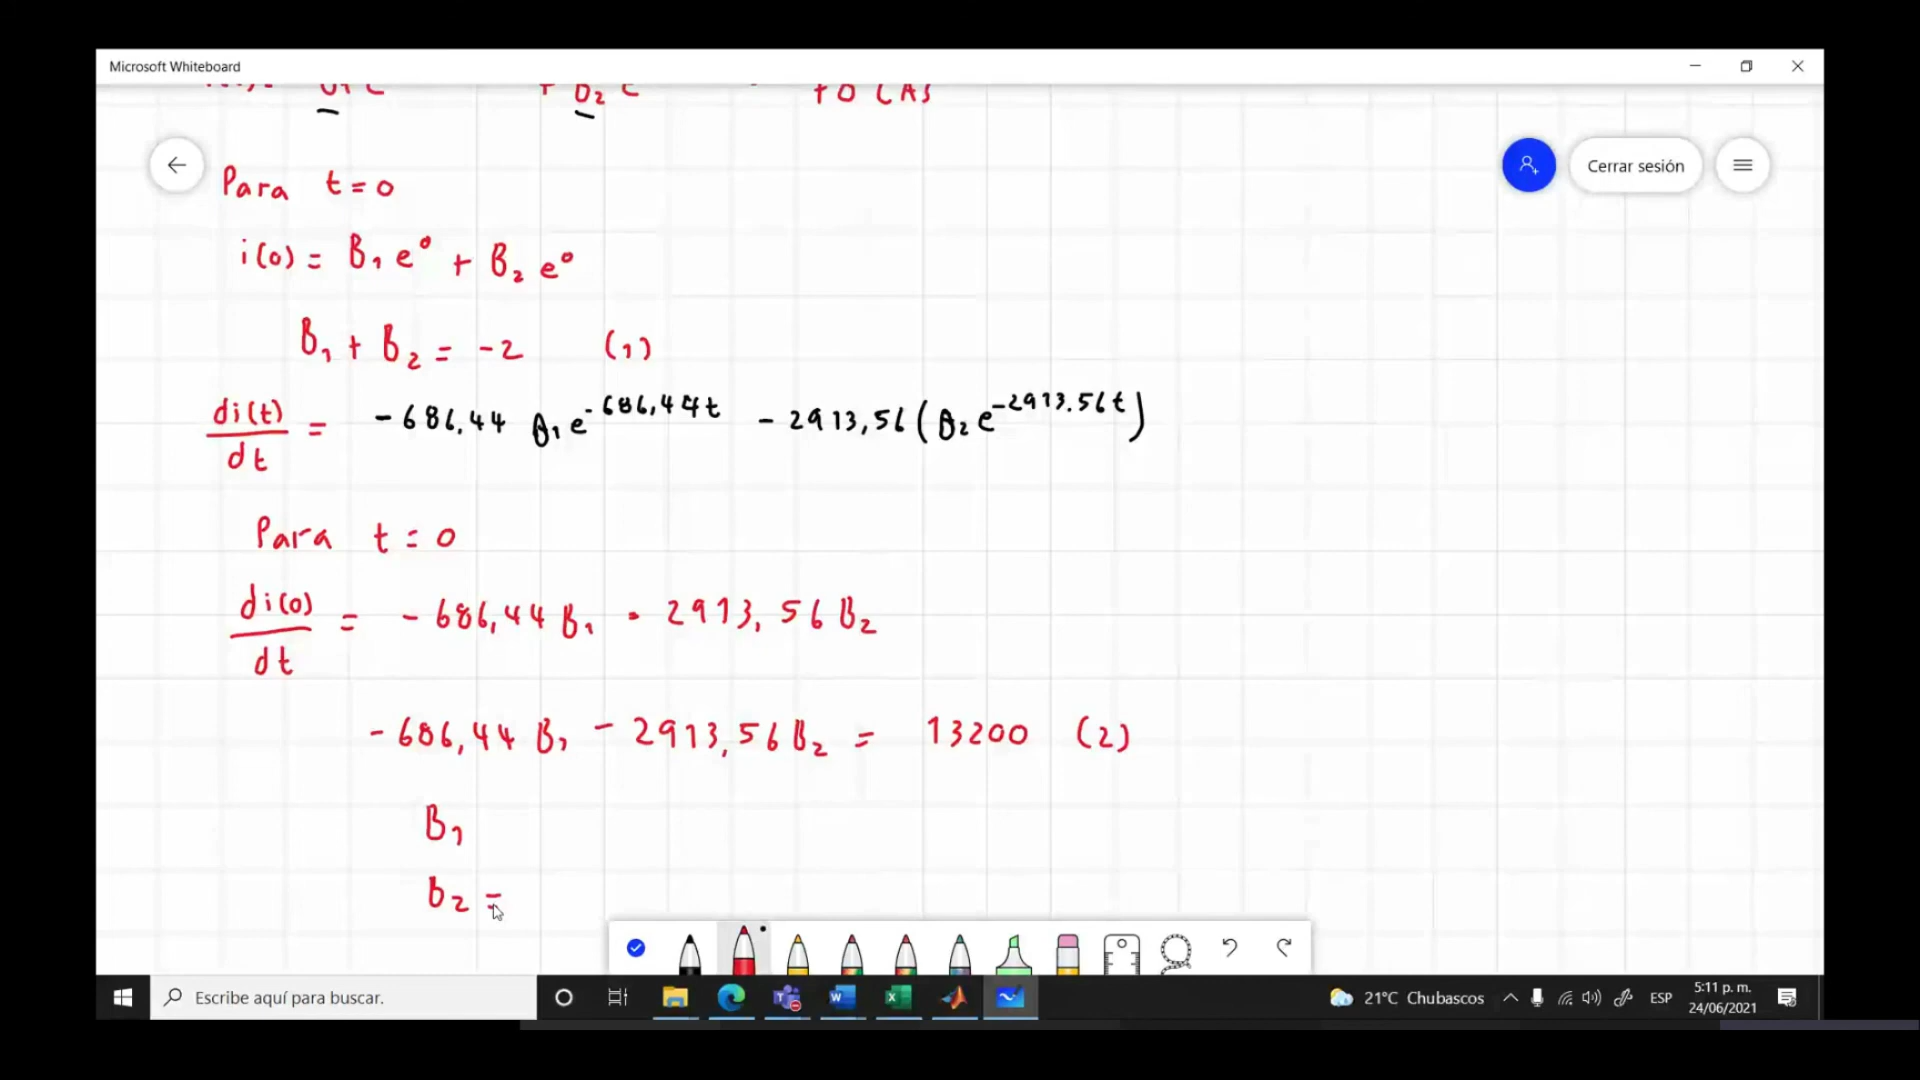 Microsoft Whiteboard
Para t = 0
Cerrar sesión
i(0) = B₁ e⁰ + B₂ e⁰
B₁ + B₂ = -2 (1)
di(t)/dt = -686,44 B₁e^-686,44t - 2913,56(B₂e^-2913.56t)
Para t = 0
di(0)/dt = -686,44 B₁ - 2913,56 B₂
-686,44 B₁ - 2913,56 B₂ = 13200 (2)
B₁
B₂ =
Escribe aquí para buscar.
21°C Chubascos
ESP
5:11 p. m.
24/06/2021